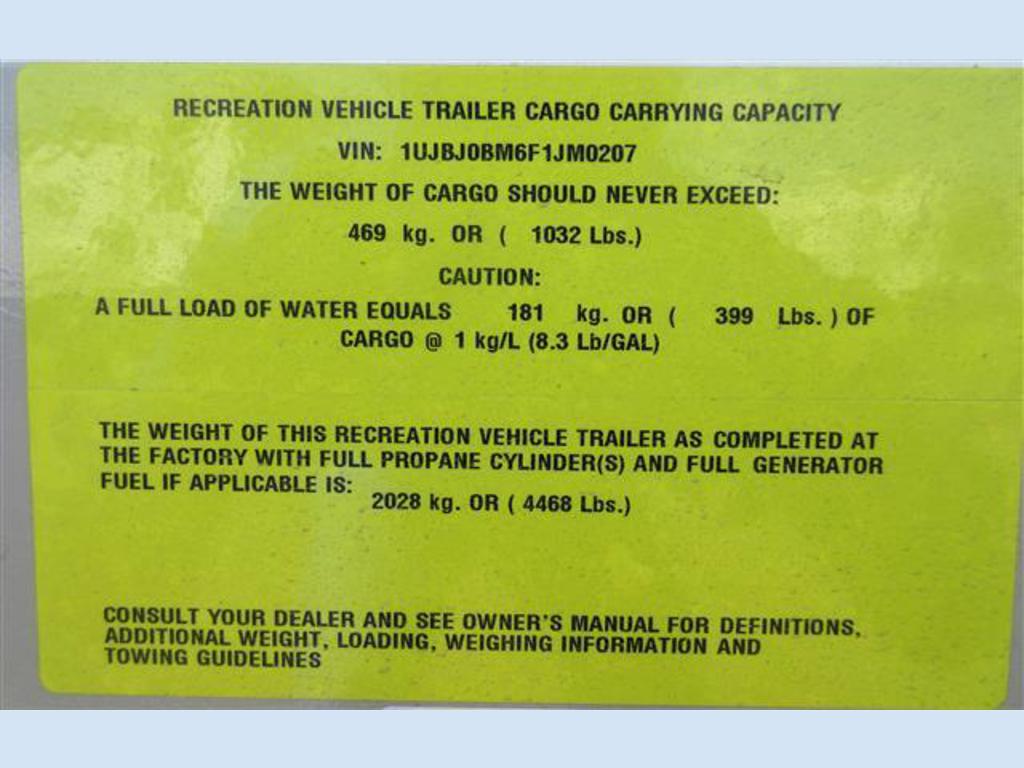 RECREATION VEHICLE TRAILER CARGO CARRYING CAPACITY
VIN: 1UJBJ0BM6F1JM0207
THE WEIGHT OF CARGO SHOULD NEVER EXCEED:
469 kg. OR ( 1032 Lbs.)
CAUTION:
A FULL LOAD OF WATER EQUALS 181 kg. OR ( 399 Lbs. ) OF
CARGO @ 1 kg/L (8.3 Lb/GAL)
THE WEIGHT OF THIS RECREATION VEHICLE TRAILER AS COMPLETED AT
THE FACTORY WITH FULL PROPANE CYLINDER(S) AND FULL GENERATOR
FUEL IF APPLICABLE IS:
2028 kg. OR ( 4468 Lbs.)
CONSULT YOUR DEALER AND SEE OWNER'S MANUAL FOR DEFINITIONS,
ADDITIONAL WEIGHT, LOADING, WEIGHING INFORMATION AND
TOWING GUIDELINES